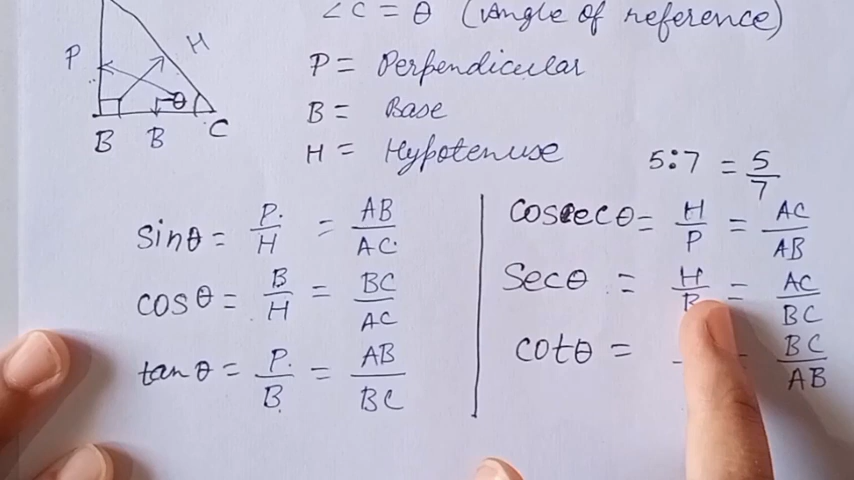 ∠C = θ (Angle of reference)
P H
P = Perpendicular
θ
B = Base
B B C
H = Hypotenuse
5:7 = 5/7
sinθ = P/H = AB/AC
cosecθ = H/P = AC/AB
cosθ = B/H = BC/AC
Secθ = H/B = AC/BC
tanθ = P/B = AB/BC
cotθ = = BC/AB